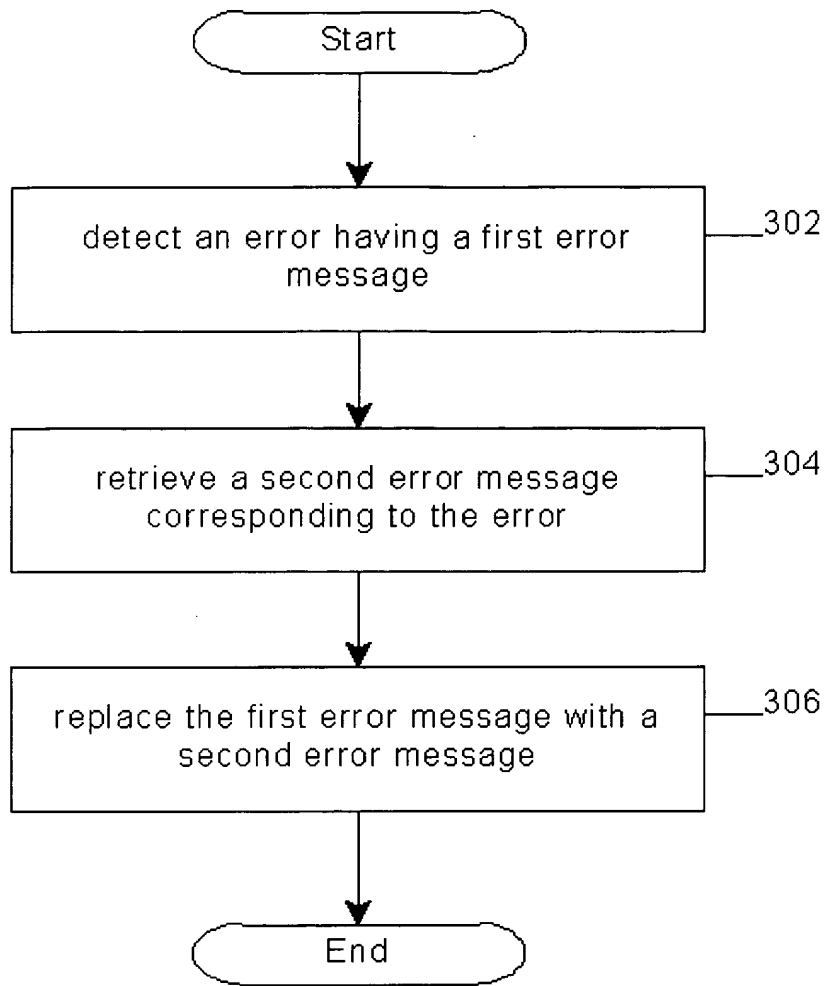 Start
detect an error having a first error
message
302
retrieve a second error message
corresponding to the error
304
replace the first error message with a
second error message
306
End